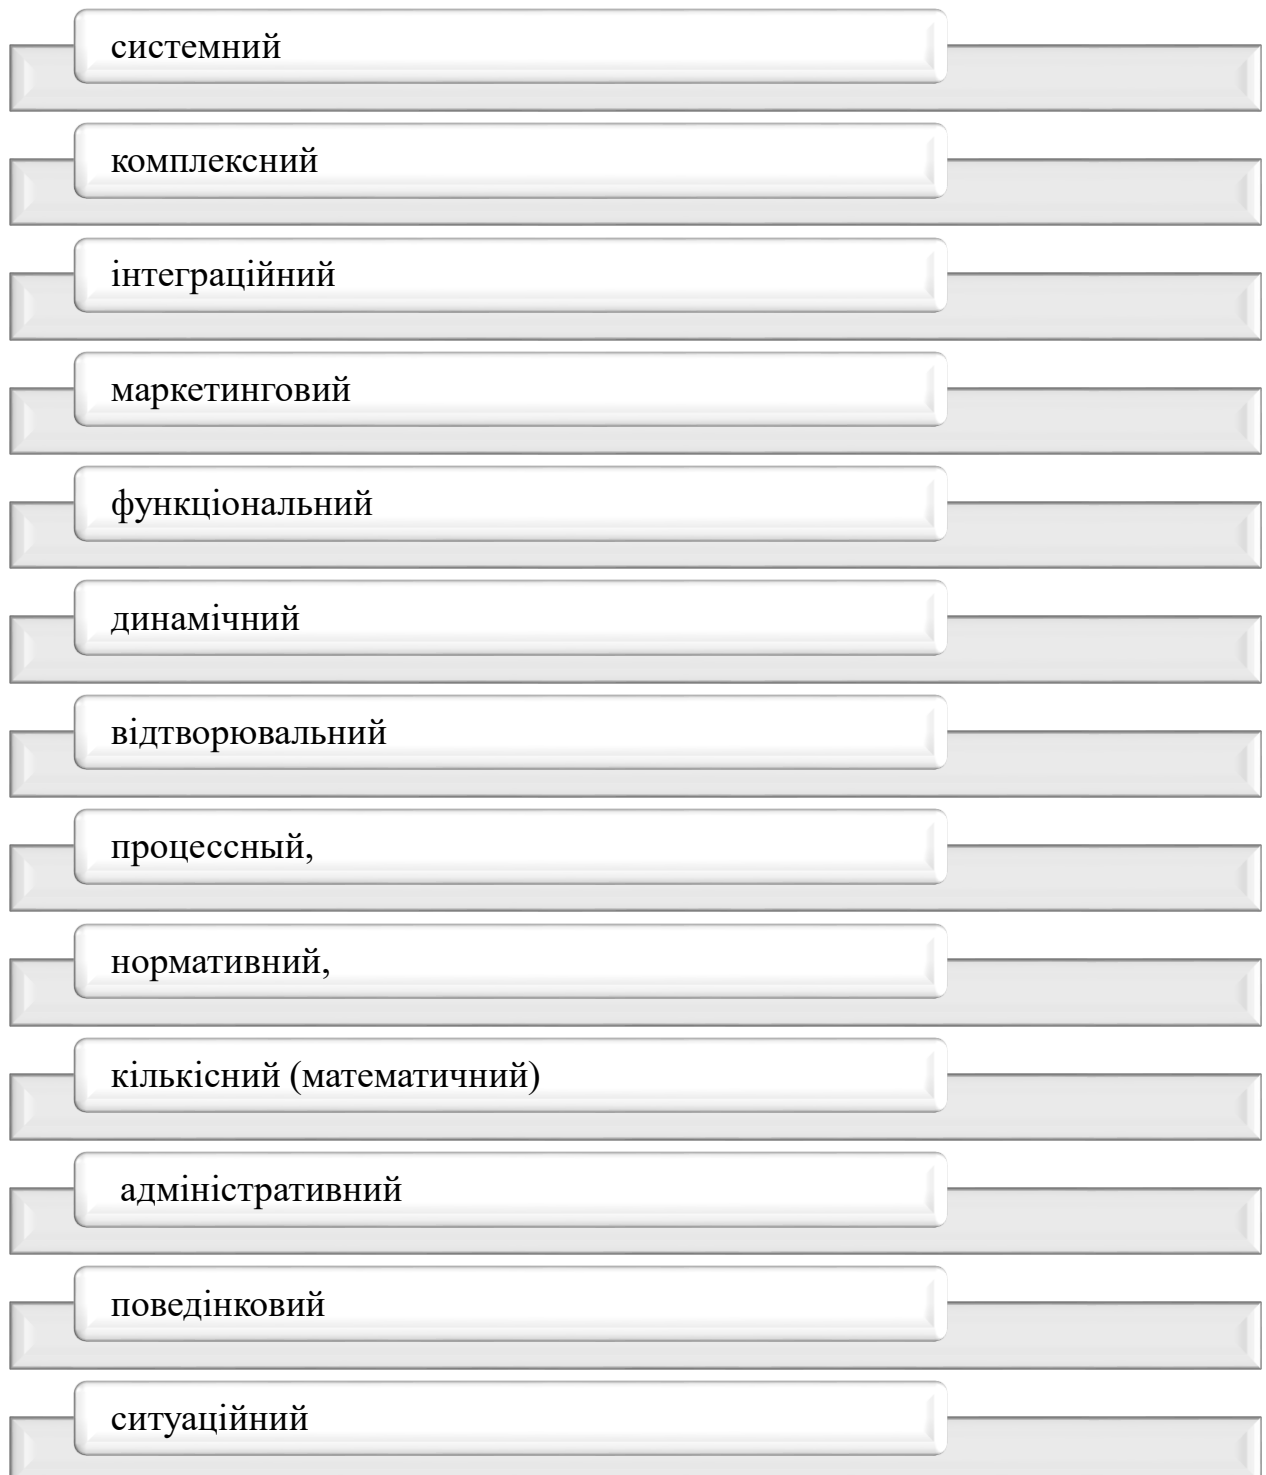 системний
комплексний
інтеграційний
маркетинговий
функціональний
динамічний
відтворювальний
процессный,
нормативний,
кількісний (математичний)
адміністративний
поведінковий
ситуаційний